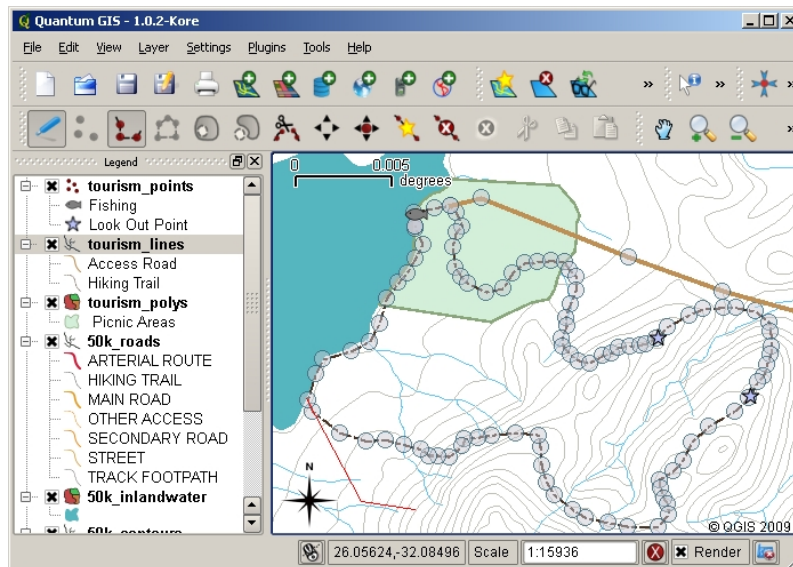 Quantum GIS - 1.0.2-Kore
File Edit View Layer Settings Plugins Tools Help
» » »
»
Legend
tourism_points
Fishing
Look Out Point
tourism_lines
Access Road
Hiking Trail
tourism_polys
Picnic Areas
50k_roads
ARTERIAL ROUTE
HIKING TRAIL
MAIN ROAD
OTHER ACCESS
SECONDARY ROAD
STREET
TRACK FOOTPATH
50k_inlandwater
50k_contours
0 0.005
degrees
N
© QGIS 2009
26.05624,-32.08496 Scale 1:15936 Render